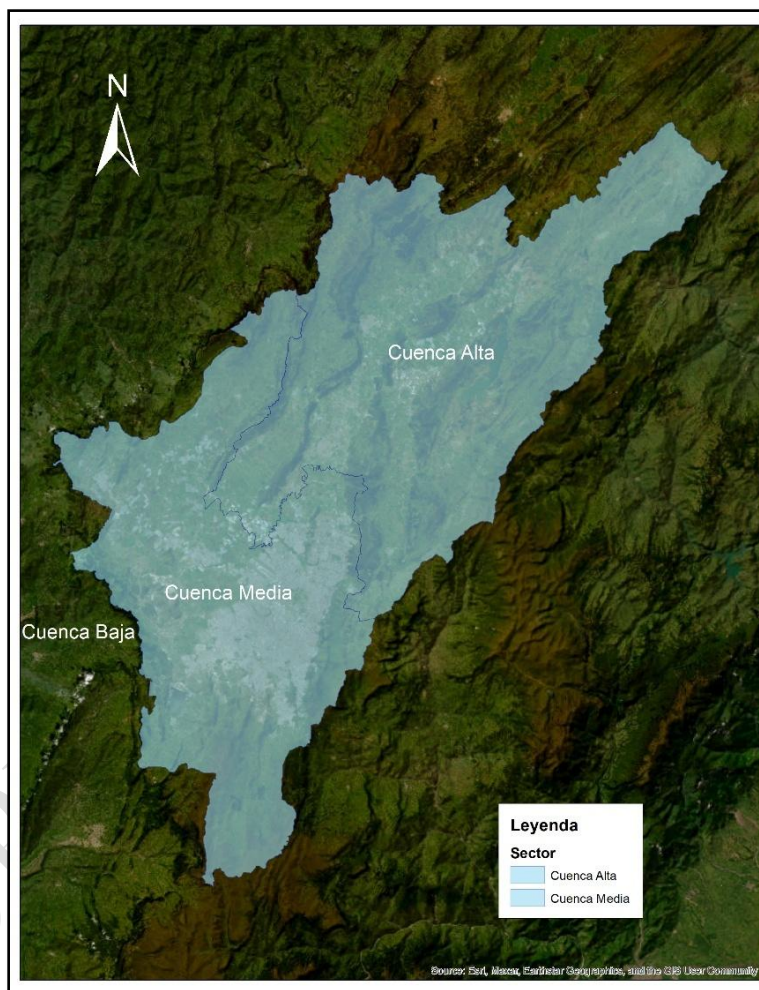 N
Cuenca Alta
Cuenca Media
Cuenca Baja
Leyenda
Sector
Cuenca Alta
Cuenca Media
Source: Esri, Maxar, Earthstar Geographics, and the GIS User Community